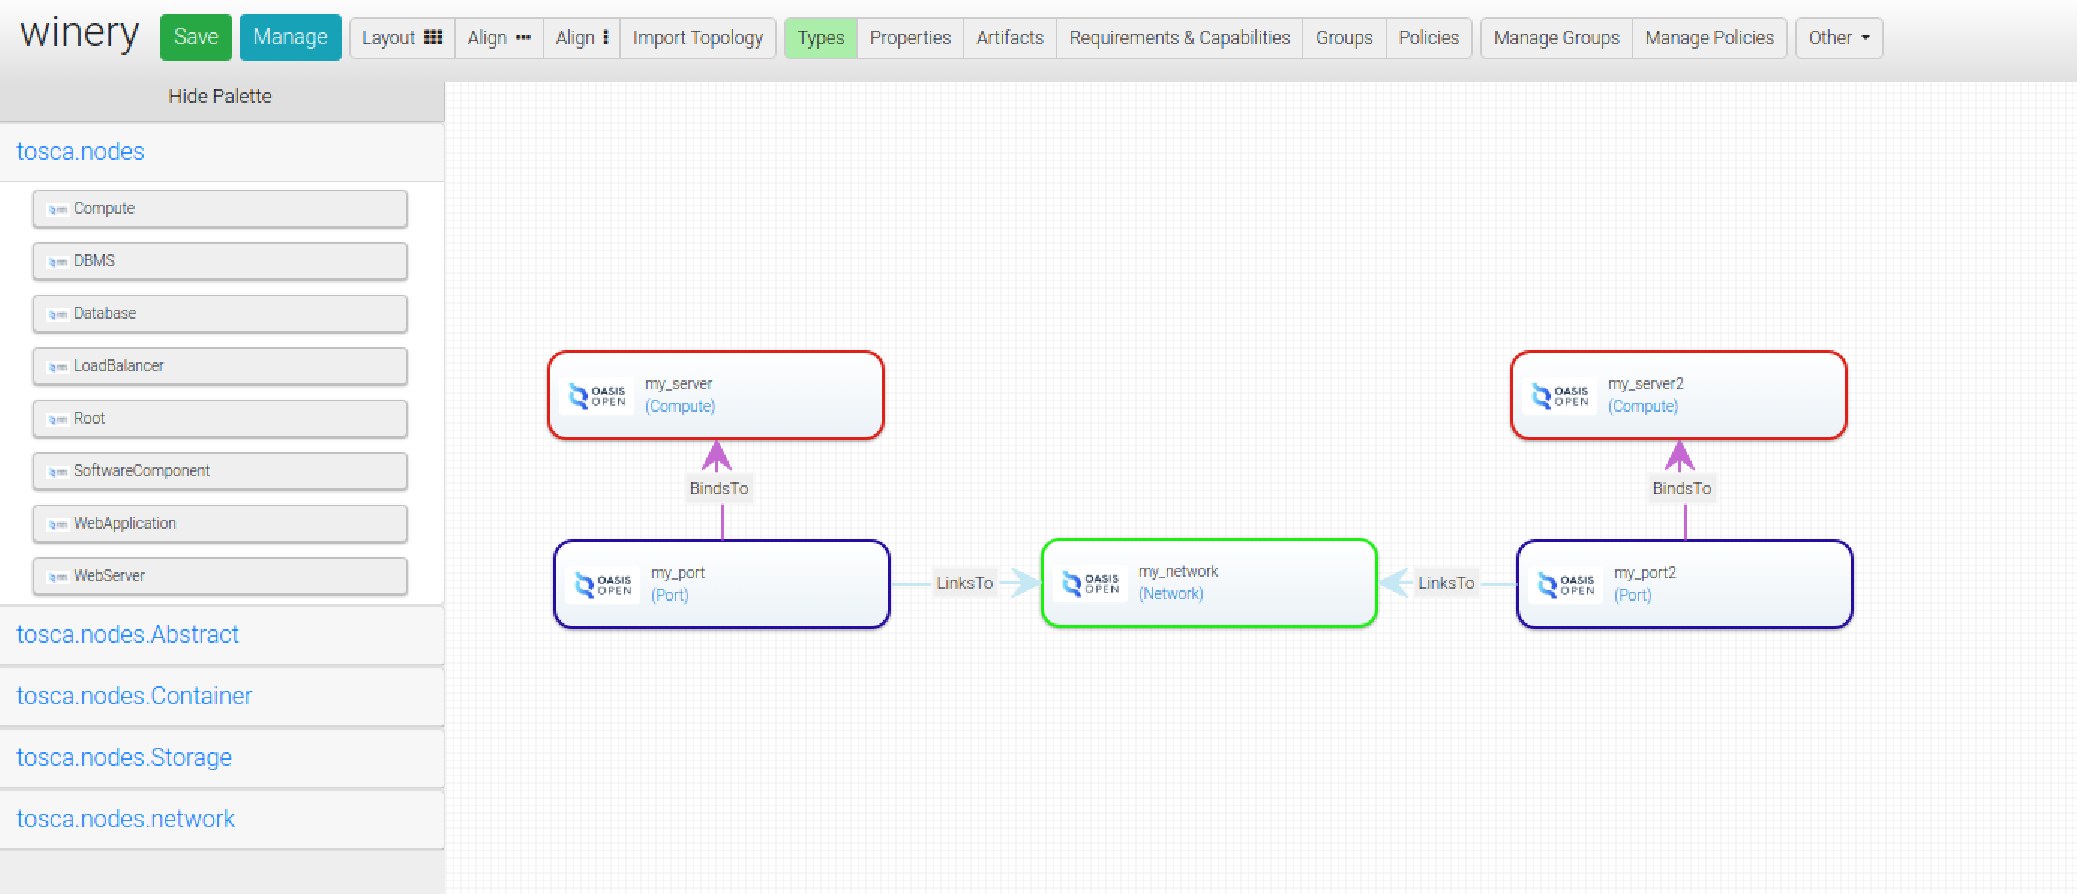 winery
Save
Manage
Layout
Align
Align
Import Topology
Types
Properties
Artifacts
Requirements & Capabilities
Groups
Policies
Manage Groups
Manage Policies
Other
Hide Palette
tosca.nodes
Compute
DBMS
Database
LoadBalancer
Root
SoftwareComponent
WebApplication
WebServer
tosca.nodes.Abstract
tosca.nodes.Container
tosca.nodes.Storage
tosca.nodes.network
OASIS
OPEN
my_server
(Compute)
OASIS
OPEN
my_server2
(Compute)
BindsTo
BindsTo
OASIS
OPEN
my_port
(Port)
LinksTo
OASIS
OPEN
my_network
(Network)
LinksTo
OASIS
OPEN
my_port2
(Port)